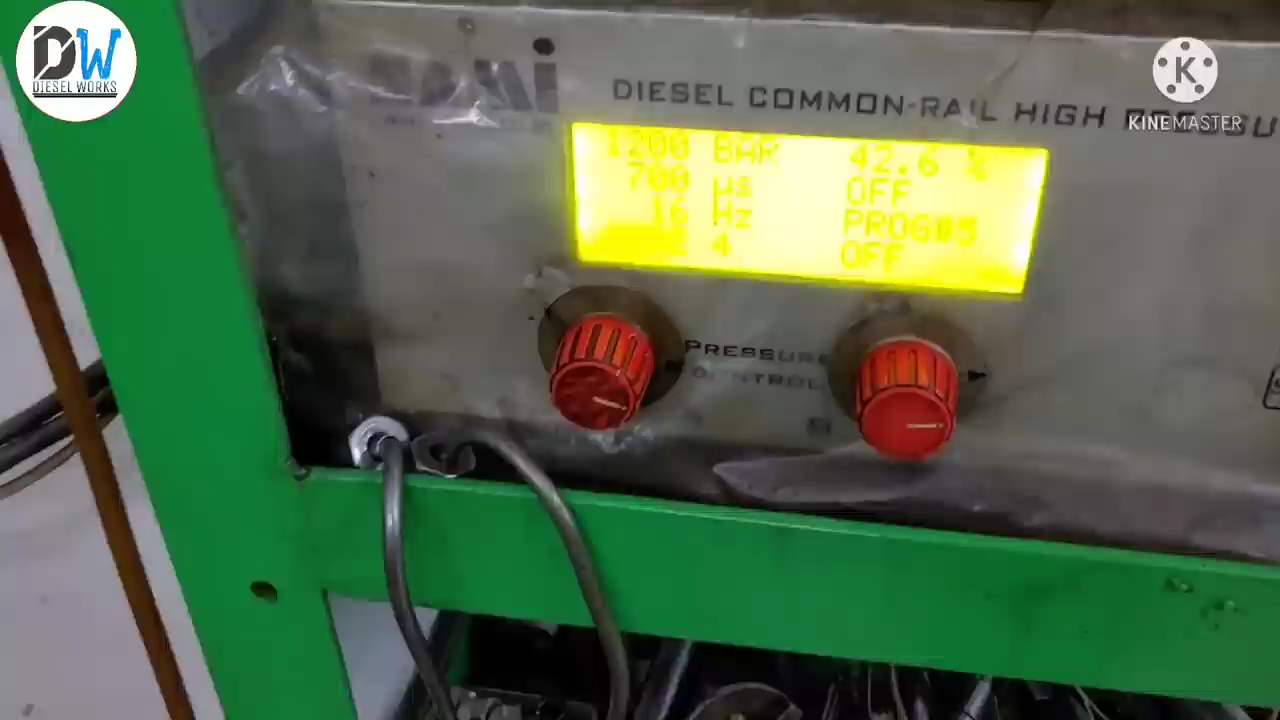 DW
DIESEL WORKS
K
KINEMASTER
DIESEL COMMON-RAIL HIGH
1200 BAR 42.6 %
700 µs OFF
16 Hz PROG#5
4 OFF
PRESSURE
CONTROL